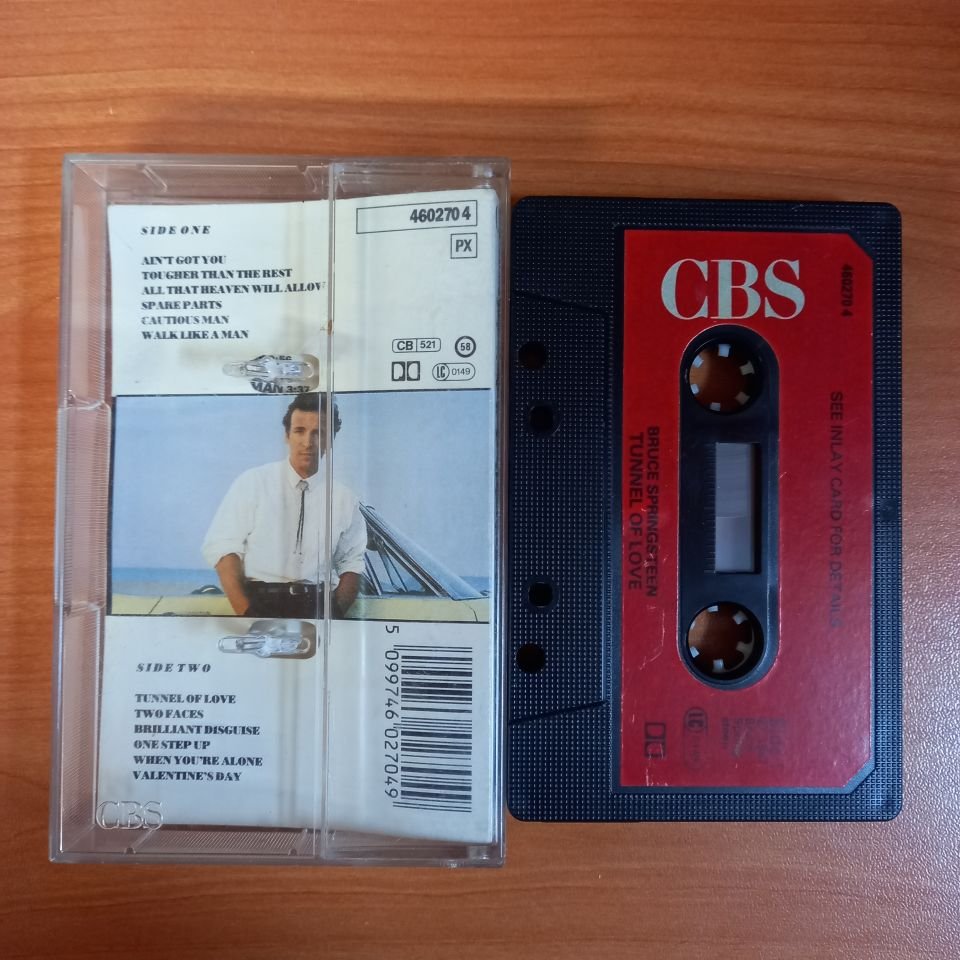 SIDE ONE
AIN'T GOT YOU
TOUGHER THAN THE REST
ALL THAT HEAVEN WILL ALLOW
SPARE PARTS
CAUTIOUS MAN
WALK LIKE A MAN
460270 4
PX
CB 521
58
LC 0149
MAN 3:37
SIDE TWO
TUNNEL OF LOVE
TWO FACES
BRILLIANT DISGUISE
ONE STEP UP
WHEN YOU'RE ALONE
VALENTINE'S DAY
5 099746 027049
CBS
CBS
460270 4
SEE INLAY CARD FOR DETAILS
BRUCE SPRINGSTEEN
TUNNEL OF LOVE
LC 0149